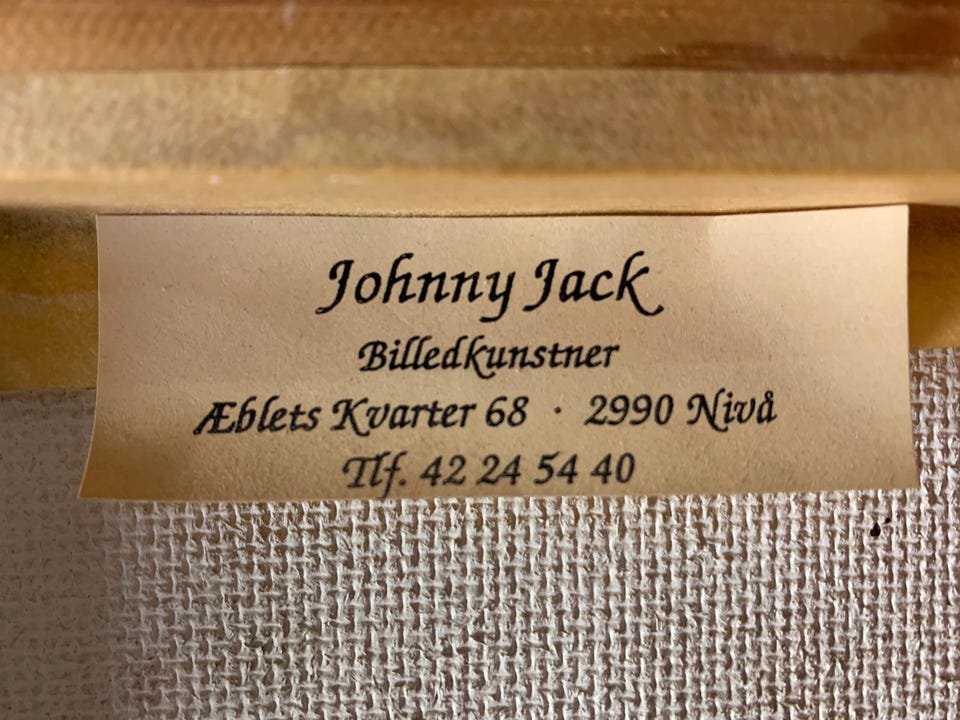 Johnny Jack
Billedkunstner
Æblets Kvarter 68 · 2990 Nivå
Tlf. 42 24 54 40